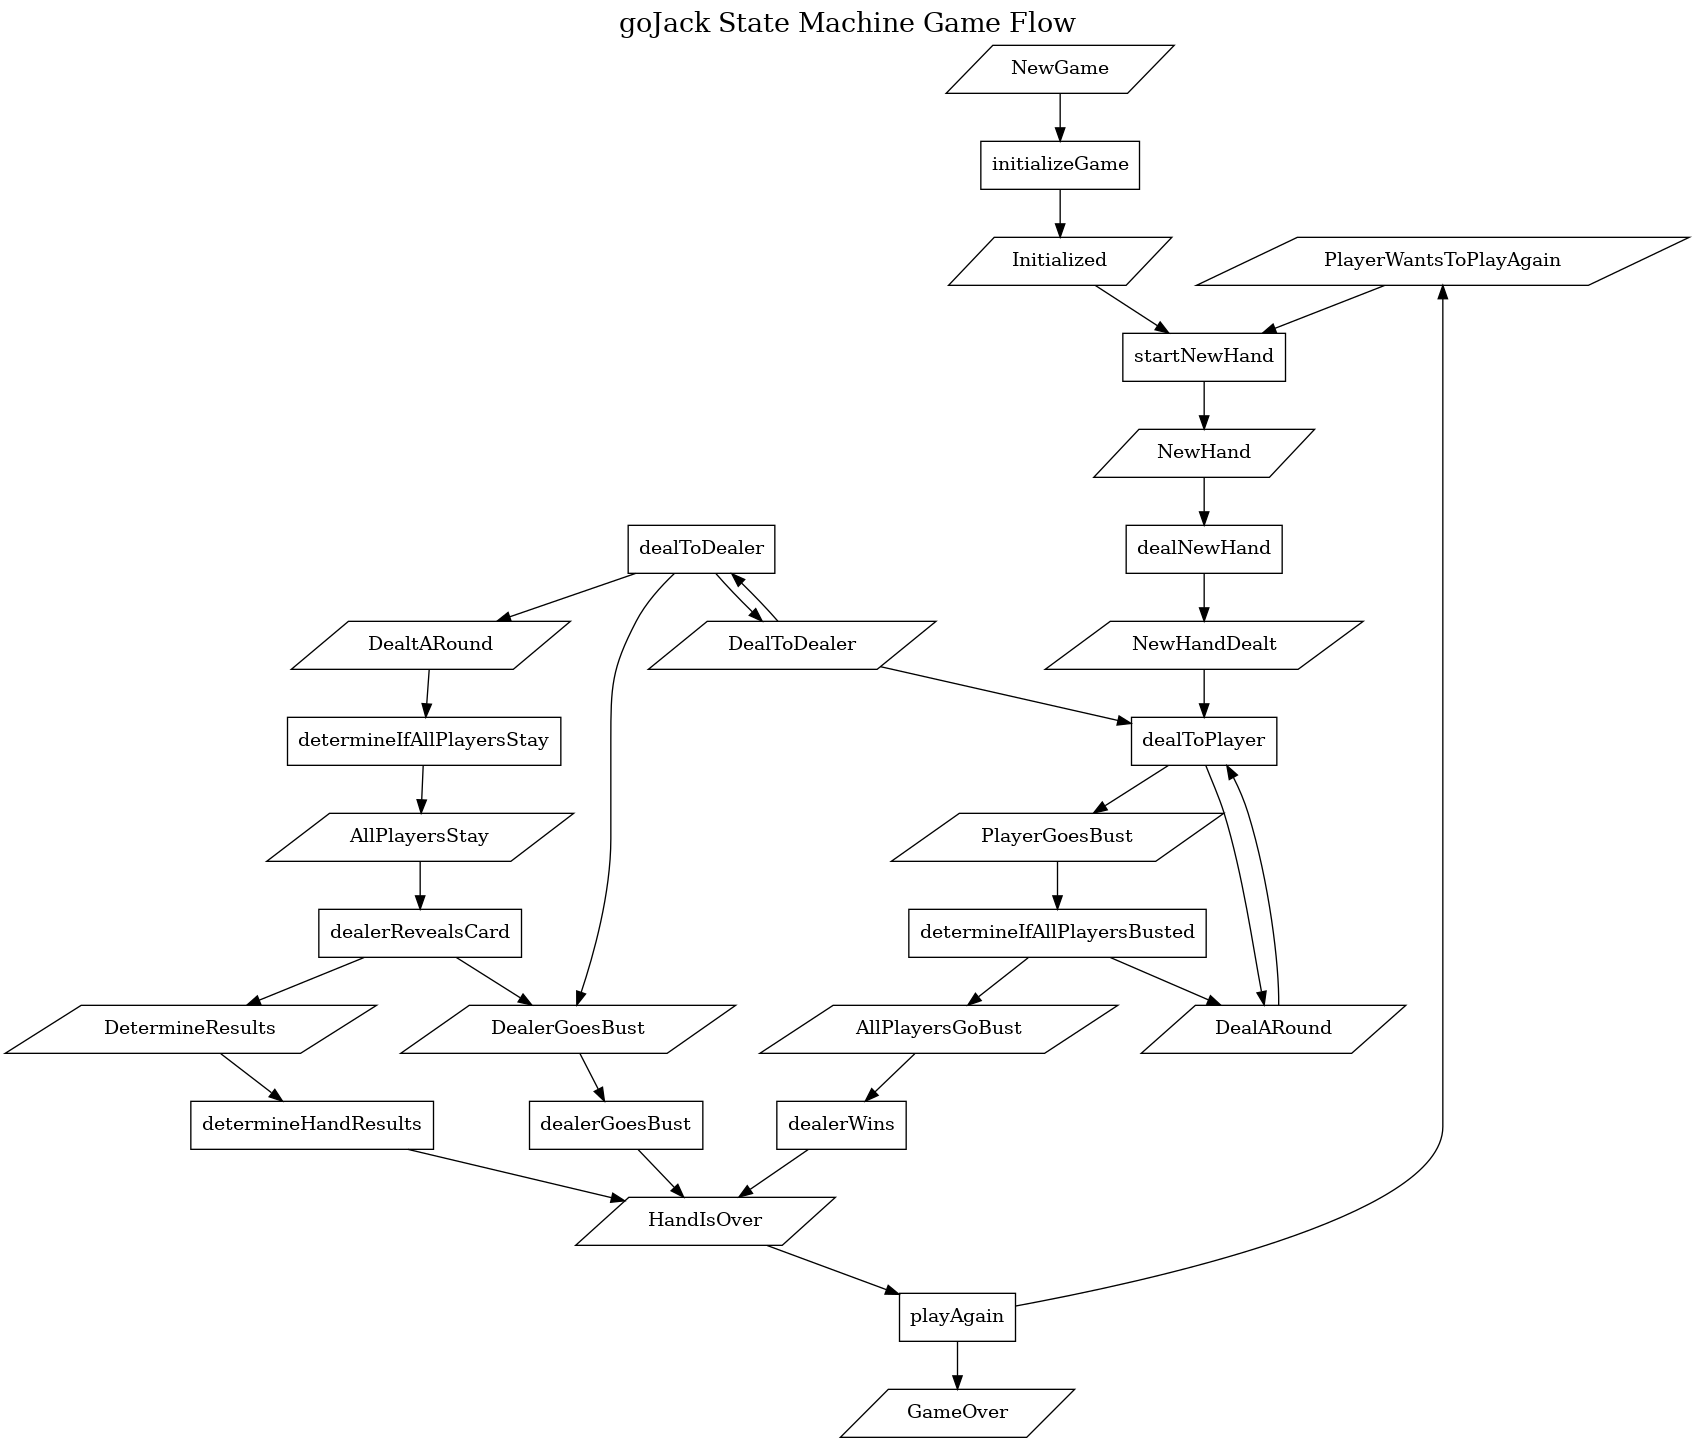 goJack State Machine Game Flow
NewGame
initializeGame
Initialized
PlayerWantsToPlayAgain
startNewHand
NewHand
dealToDealer
dealNewHand
DealtARound
DealToDealer
NewHandDealt
determineIfAllPlayersStay
dealToPlayer
AllPlayersStay
PlayerGoesBust
dealerRevealsCard
determineIfAllPlayersBusted
DetermineResults
DealerGoesBust
AllPlayersGoBust
DealARound
determineHandResults
dealerGoesBust
dealerWins
HandIsOver
playAgain
GameOver